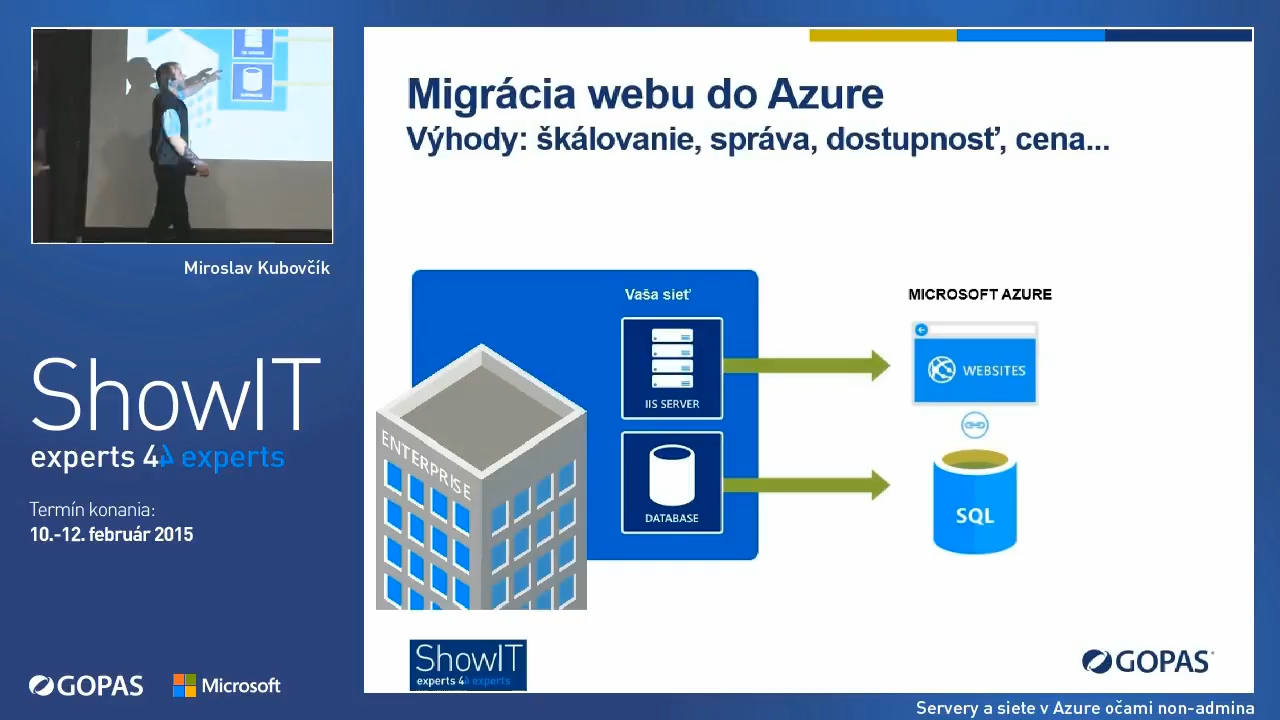 Miroslav Kubovčík
ShowIT
experts 4 experts
Termín konania:
10.-12. február 2015
GOPAS
Microsoft
Migrácia webu do Azure
Výhody: škálovanie, správa, dostupnosť, cena...
Vaša sieť
IIS SERVER
DATABASE
ENTERPRISE
MICROSOFT AZURE
WEBSITES
SQL
ShowIT
experts 4 experts
GOPAS
Servery a siete v Azure očami non-admina